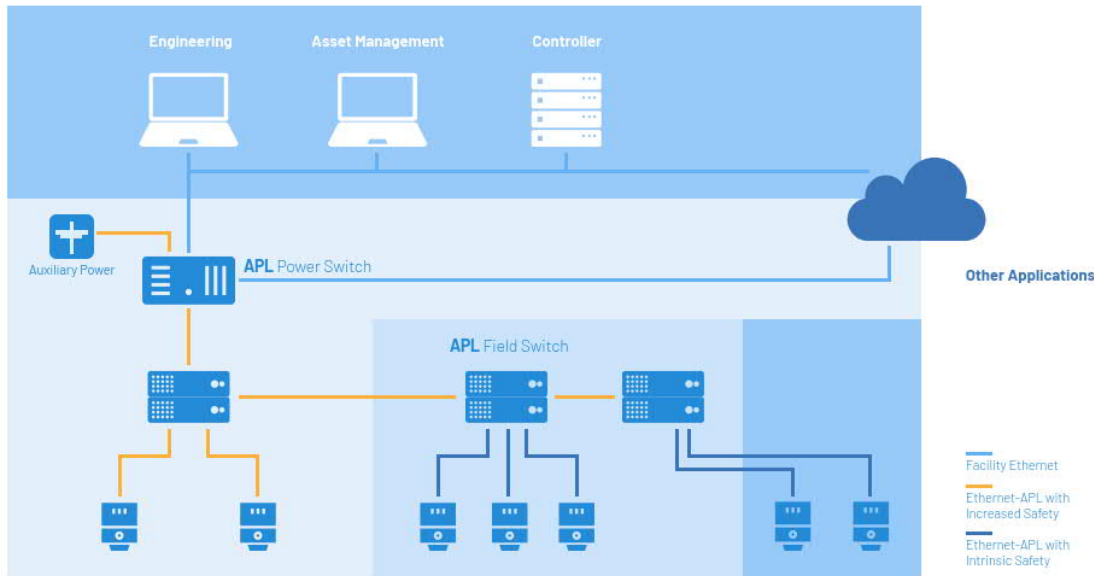 Engineering
Asset Management
Controller
Auxiliary Power
APL Power Switch
Other Applications
APL Field Switch
Facility Ethernet
Ethernet-APL with
Increased Safety
Ethernet-APL with
Intrinsic Safety